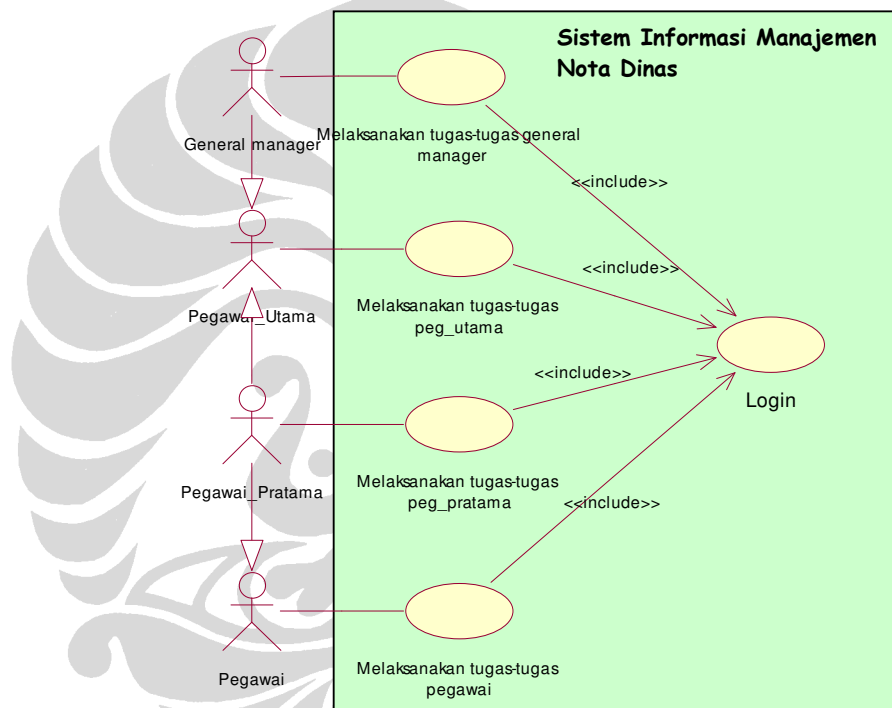 Sistem Informasi Manajemen
Nota Dinas
General manager
Melaksanakan tugas-tugas general
manager
<<include>>
Pegawai_Utama
Melaksanakan tugas-tugas
peg_utama
<<include>>
Login
<<include>>
Pegawai_Pratama
Melaksanakan tugas-tugas
peg_pratama
<<include>>
Pegawai
Melaksanakan tugas-tugas
pegawai